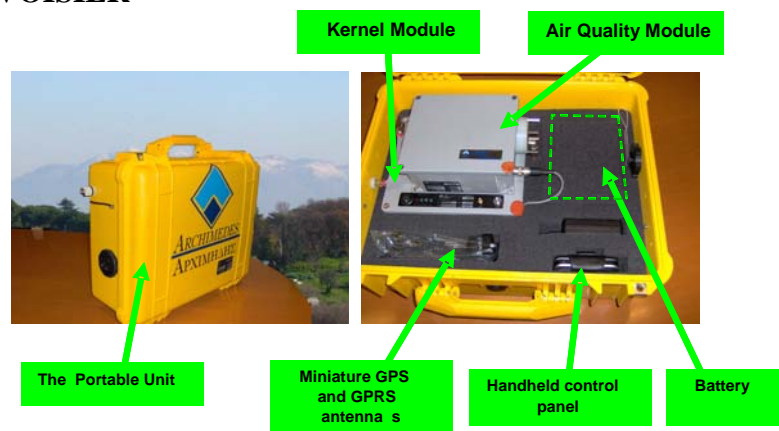 Kernel Module
Air Quality Module
ARCHIMEDES
ΑΡΧΙΜΗΔΗΣ
The Portable Unit
Miniature GPS
and GPRS
antenna s
Handheld control
panel
Battery